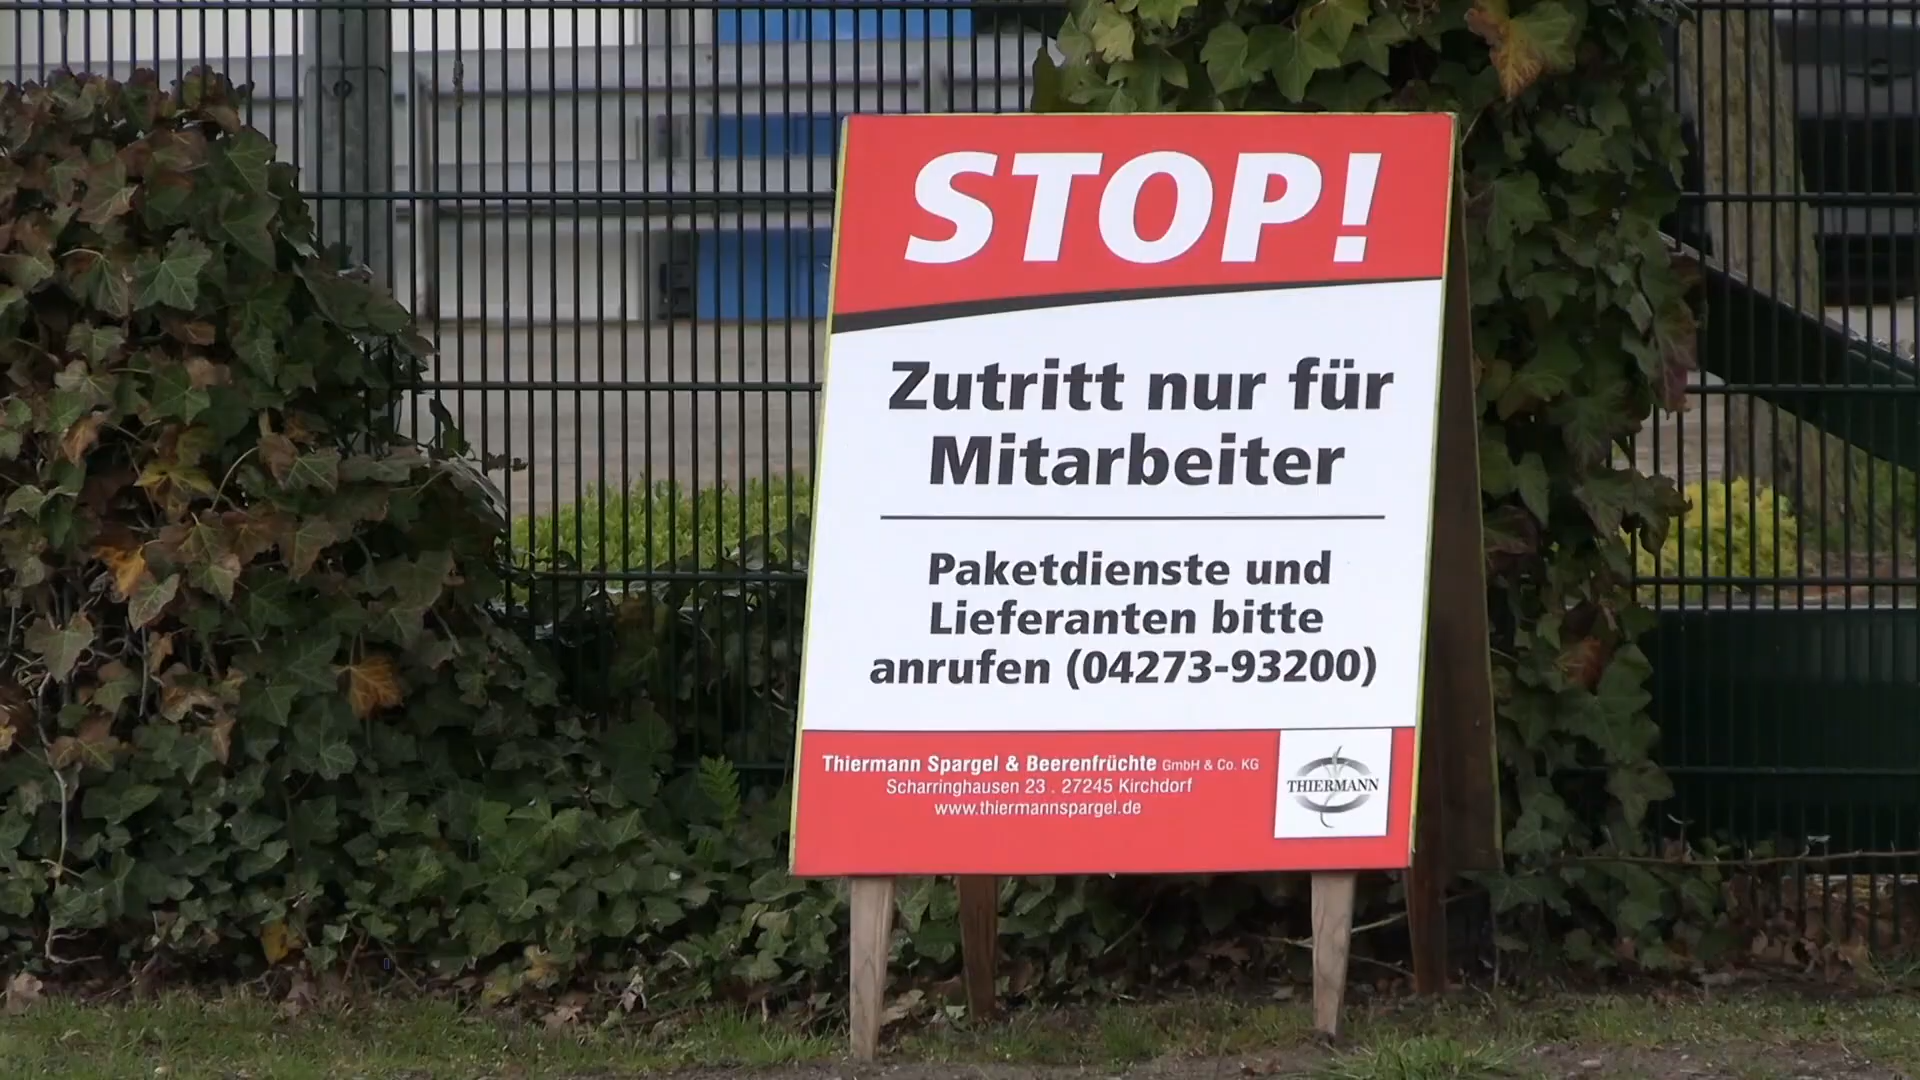 STOP!
Zutritt nur für
Mitarbeiter
Paketdienste und
Lieferanten bitte
anrufen (04273-93200)
Thiermann Spargel & Beerenfrüchte GmbH & Co. KG
Scharringhausen 23 . 27245 Kirchdorf
www.thiermannspargel.de
THIERMANN